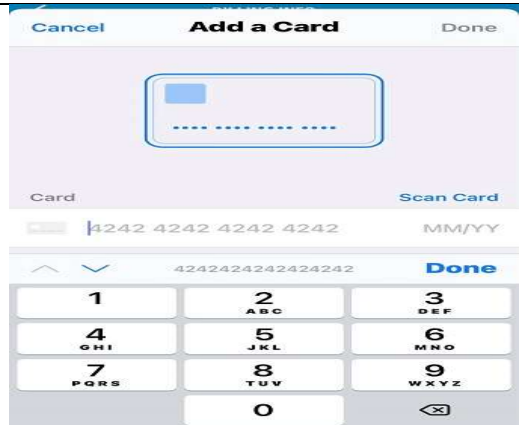 Cancel Add a Card Done
Card Scan Card
4242 4242 4242 4242 MM/YY
4242424242424242 Done
1 2 3
ABC DEF
4 5 6
GHI JKL MNO
7 8 9
PQRS TUV WXYZ
0